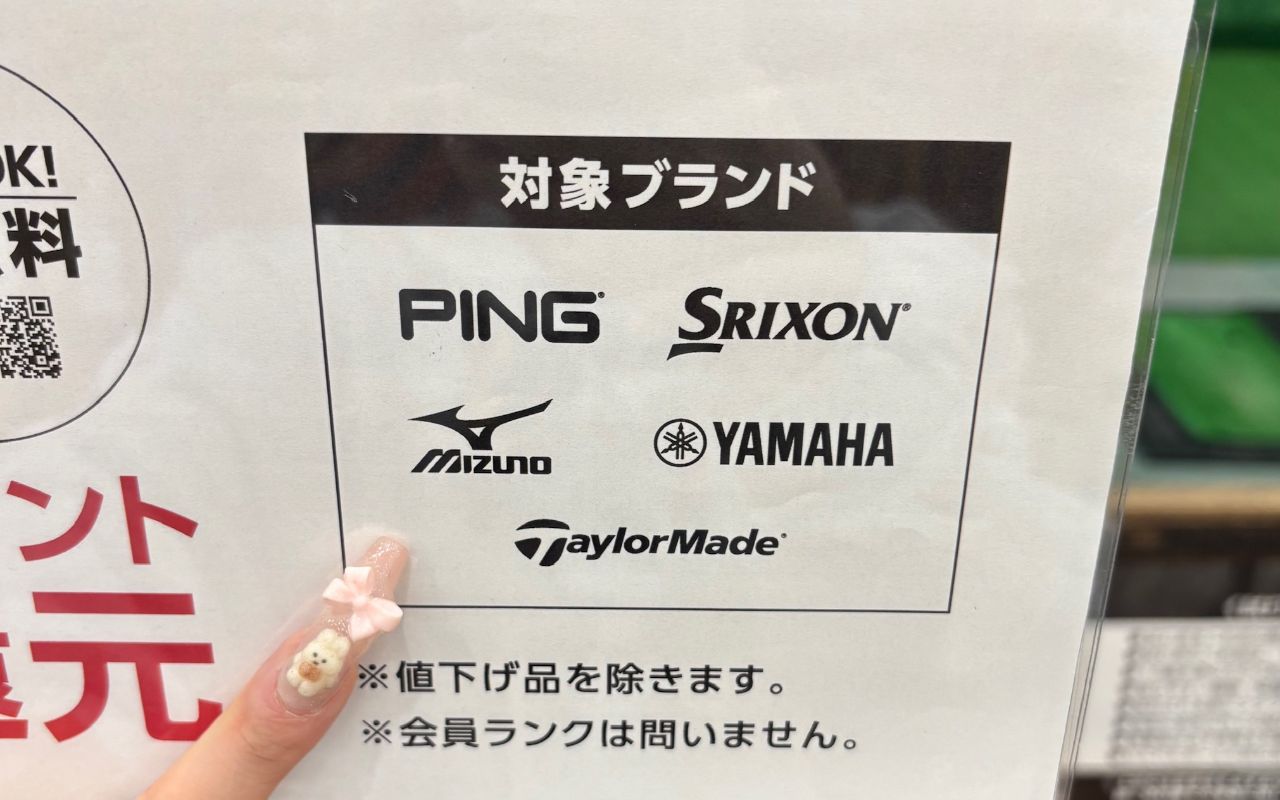 OK!
料
対象ブランド
PING
SRIXON
MIZUNO
YAMAHA
TaylorMade
ント
還元
※値下げ品を除きます。
※会員ランクは問いません。